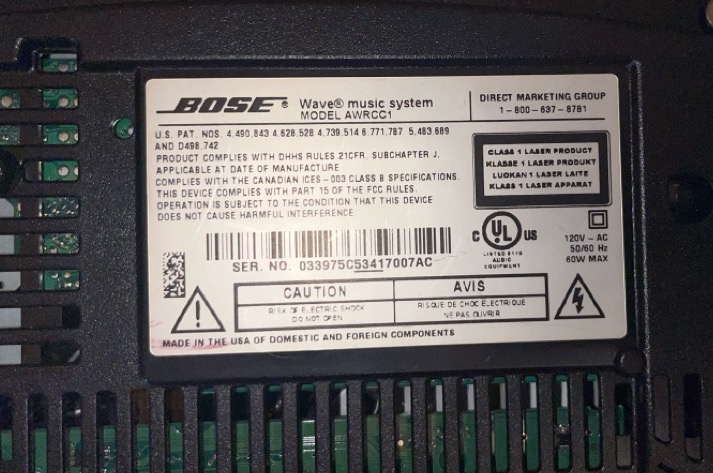 BOSE® Wave® music system
MODEL AWRCC1
DIRECT MARKETING GROUP
1-800-637-8781
U.S. PAT. NOS. 4,490,843 4,628,528 4,739,514 6,771,787 5,483,689
AND D498,742
PRODUCT COMPLIES WITH DHHS RULES 21CFR, SUBCHAPTER J,
APPLICABLE AT DATE OF MANUFACTURE
COMPLIES WITH THE CANADIAN ICES-003 CLASS B SPECIFICATIONS.
THIS DEVICE COMPLIES WITH PART 15 OF THE FCC RULES.
OPERATION IS SUBJECT TO THE CONDITION THAT THIS DEVICE
DOES NOT CAUSE HARMFUL INTERFERENCE.
CLASS 1 LASER PRODUCT
KLASSE 1 LASER PRODUKT
LUOKAN 1 LASER LAITE
KLASS 1 LASER APPARAT
SER. NO. 033975C53417007AC
C UL US
LISTED
AUDIO
EQUIPMENT
120V ~ AC
50/60 Hz
60W MAX
CAUTION
RISK OF ELECTRIC SHOCK
DO NOT OPEN
AVIS
RISQUE DE CHOC ELECTRIQUE
NE PAS OUVRIR
MADE IN THE USA OF DOMESTIC AND FOREIGN COMPONENTS